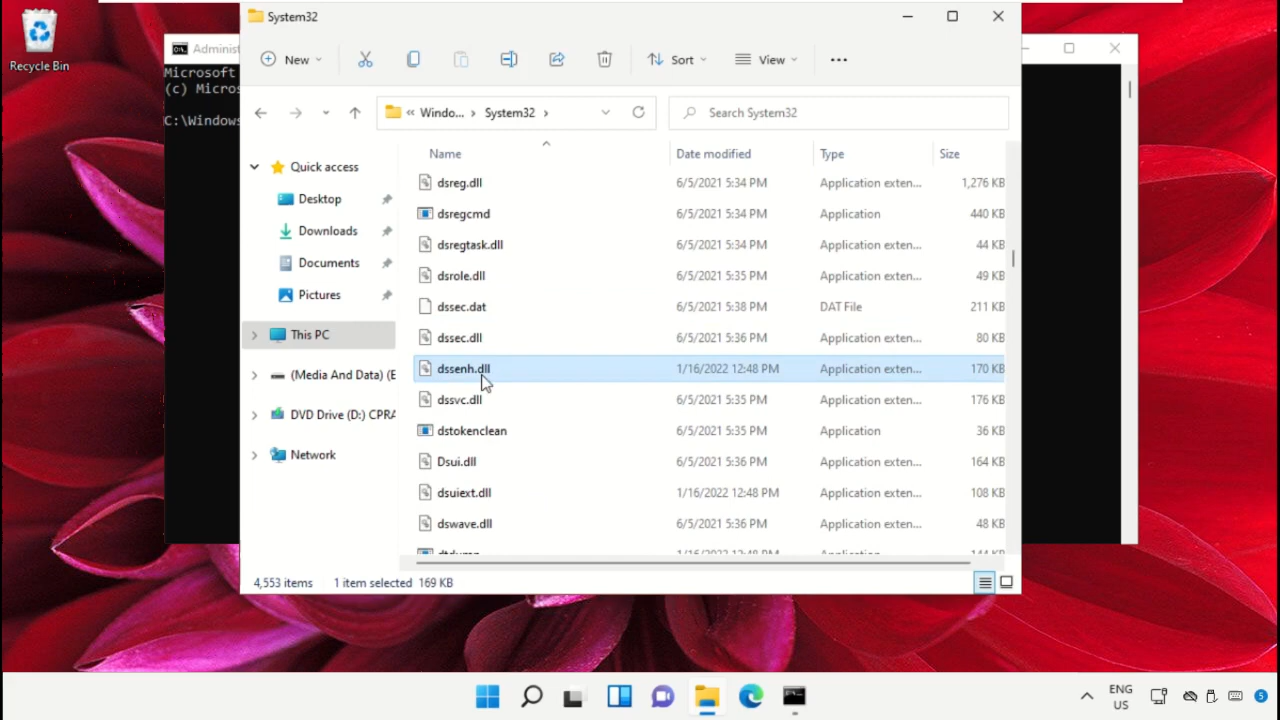 System32
Recycle Bin
Administ
Microsoft
(c) Micros
C:\Windows
New
Sort
View
« Windo... > System32 >
Search System32
Name Date modified Type Size
Quick access
Desktop
Downloads
Documents
Pictures
This PC
(Media And Data) (E
DVD Drive (D:) CPRA
Network
dsreg.dll 6/5/2021 5:34 PM Application exten... 1,276 KB
dsregcmd 6/5/2021 5:34 PM Application 440 KB
dsregtask.dll 6/5/2021 5:34 PM Application exten... 44 KB
dsrole.dll 6/5/2021 5:35 PM Application exten... 49 KB
dssec.dat 6/5/2021 5:38 PM DAT File 211 KB
dssec.dll 6/5/2021 5:36 PM Application exten... 80 KB
dssenh.dll 1/16/2022 12:48 PM Application exten... 170 KB
dssvc.dll 6/5/2021 5:35 PM Application exten... 176 KB
dstokenclean 6/5/2021 5:35 PM Application 36 KB
Dsui.dll 6/5/2021 5:36 PM Application exten... 164 KB
dsuiext.dll 1/16/2022 12:48 PM Application exten... 108 KB
dswave.dll 6/5/2021 5:36 PM Application exten... 48 KB
1/16/2022 12:48 PM Application 144 KB
4,553 items 1 item selected 169 KB
ENG
US
5